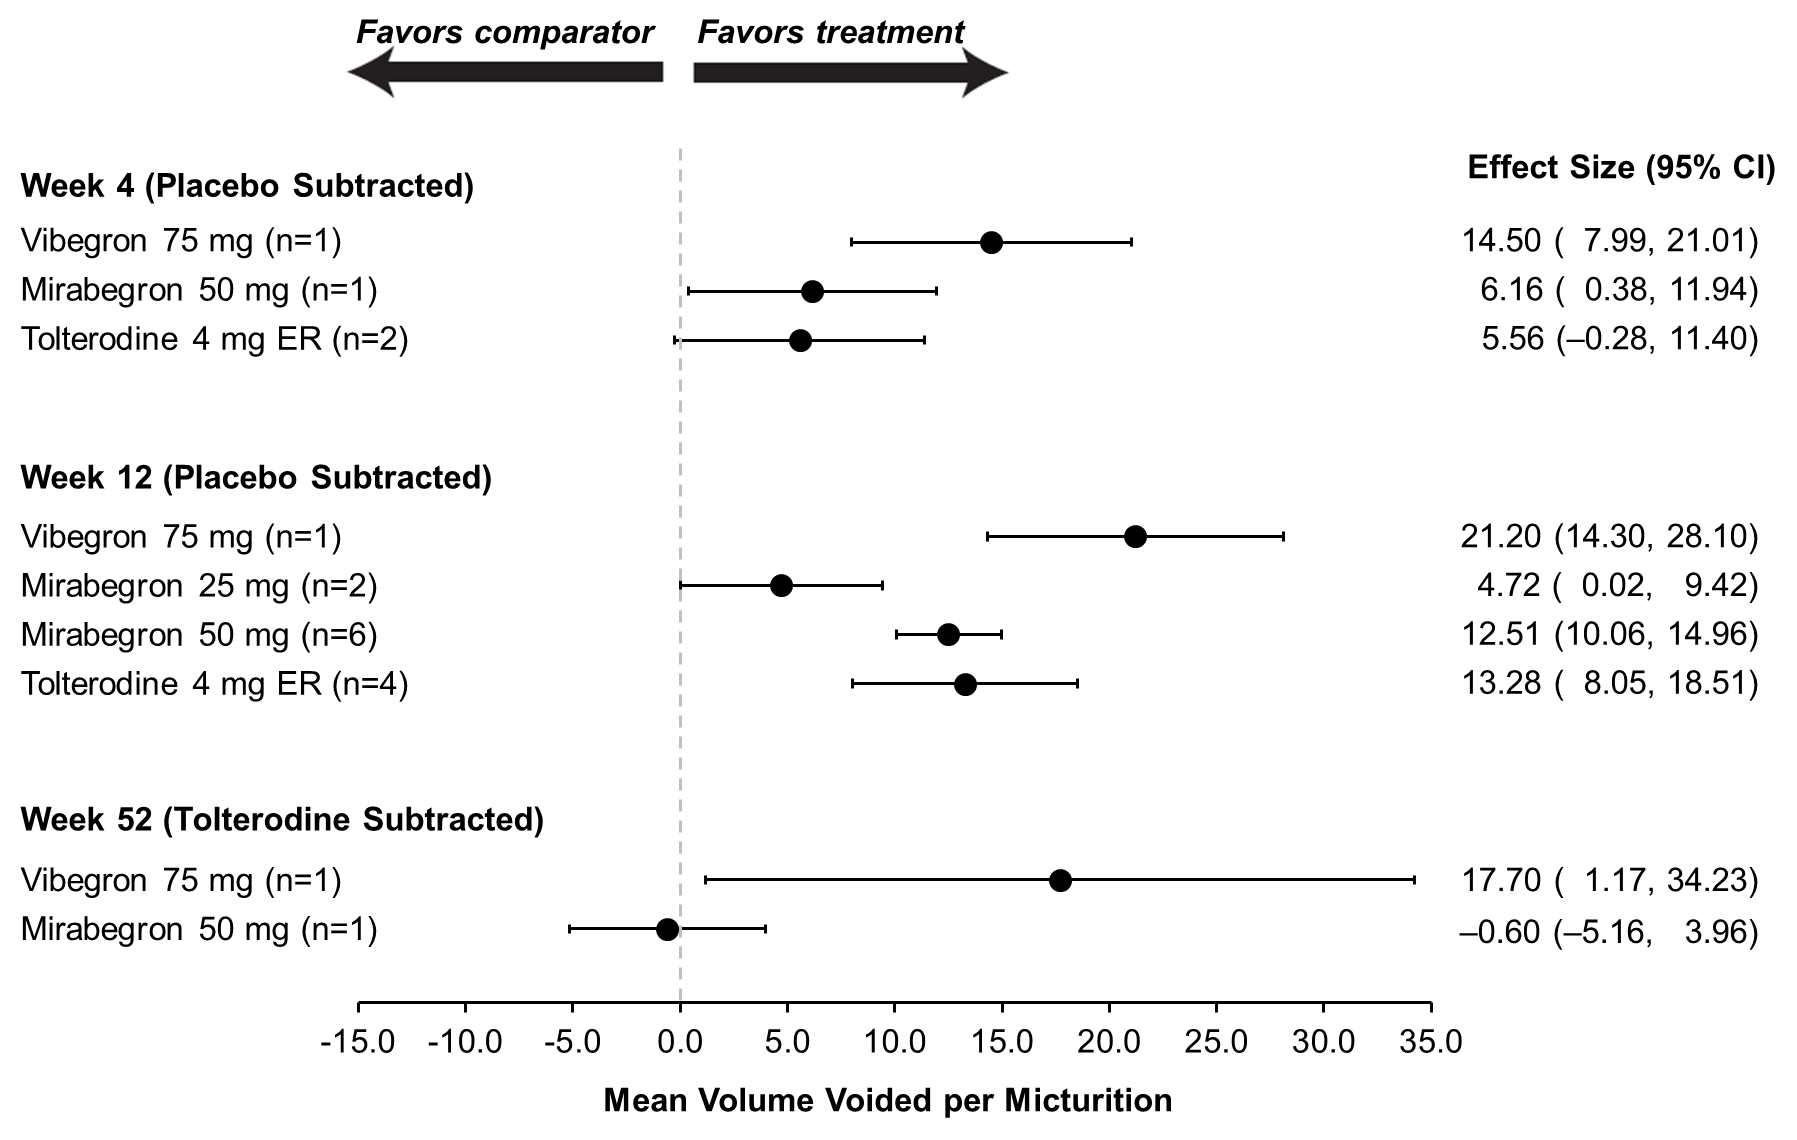 Favors comparator Favors treatment
Effect Size (95% CI)
Week 4 (Placebo Subtracted)
Vibegron 75 mg (n=1) 14.50 ( 7.99, 21.01)
Mirabegron 50 mg (n=1) 6.16 ( 0.38, 11.94)
Tolterodine 4 mg ER (n=2) 5.56 (–0.28, 11.40)
Week 12 (Placebo Subtracted)
Vibegron 75 mg (n=1) 21.20 (14.30, 28.10)
Mirabegron 25 mg (n=2) 4.72 ( 0.02, 9.42)
Mirabegron 50 mg (n=6) 12.51 (10.06, 14.96)
Tolterodine 4 mg ER (n=4) 13.28 ( 8.05, 18.51)
Week 52 (Tolterodine Subtracted)
Vibegron 75 mg (n=1) 17.70 ( 1.17, 34.23)
Mirabegron 50 mg (n=1) –0.60 (–5.16, 3.96)
-15.0 -10.0 -5.0 0.0 5.0 10.0 15.0 20.0 25.0 30.0 35.0
Mean Volume Voided per Micturition